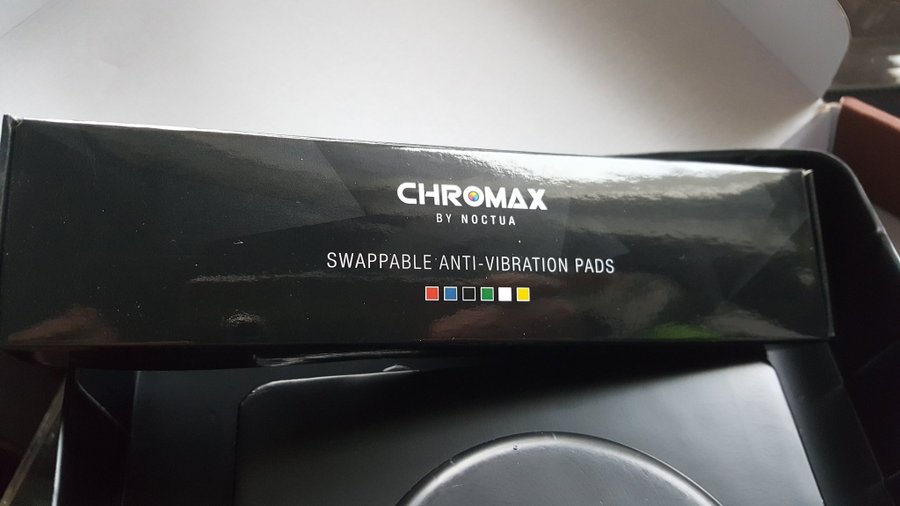 CHROMAX
BY NOCTUA
SWAPPABLE ANTI-VIBRATION PADS